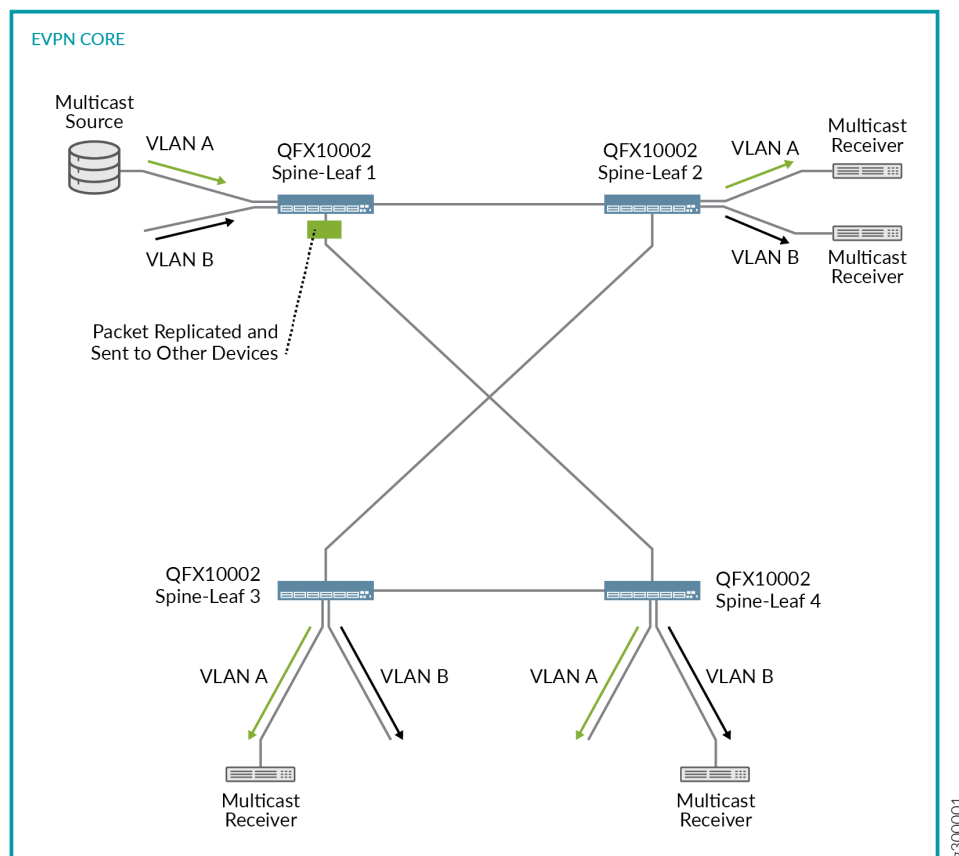 EVPN CORE
Multicast
Source
VLAN A
VLAN B
QFX10002
Spine-Leaf 1
QFX10002
Spine-Leaf 2
VLAN A
VLAN B
Multicast
Receiver
Multicast
Receiver
Packet Replicated and
Sent to Other Devices
QFX10002
Spine-Leaf 3
QFX10002
Spine-Leaf 4
VLAN A
VLAN B
VLAN A
VLAN B
Multicast
Receiver
Multicast
Receiver
g300001